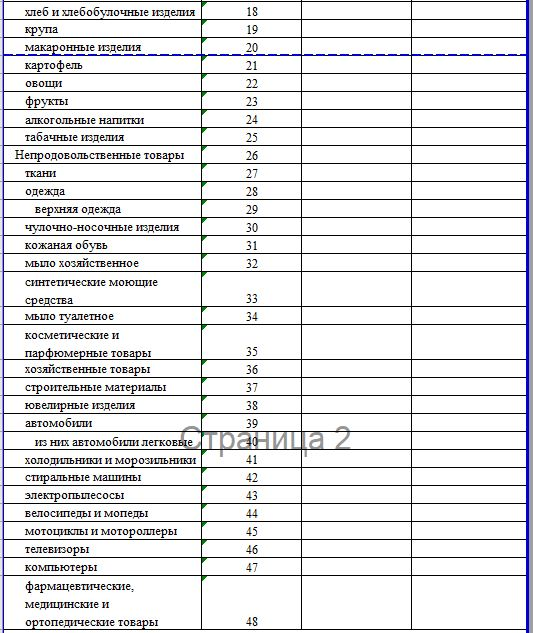 хлеб и хлебобулочные изделия 18
крупа 19
макаронные изделия 20
картофель 21
овощи 22
фрукты 23
алкогольные напитки 24
табачные изделия 25
Непродовольственные товары 26
ткани 27
одежда 28
верхняя одежда 29
чулочно-носочные изделия 30
кожаная обувь 31
мыло хозяйственное 32
синтетические моющие
средства 33
мыло туалетное 34
косметические и
парфюмерные товары 35
хозяйственные товары 36
строительные материалы 37
ювелирные изделия 38
автомобили 39
Страница 2
из них автомобили легковые 40
холодильники и морозильники 41
стиральные машины 42
электропылесосы 43
велосипеды и мопеды 44
мотоциклы и мотороллеры 45
телевизоры 46
компьютеры 47
фармацевтические,
медицинские и
ортопедические товары 48